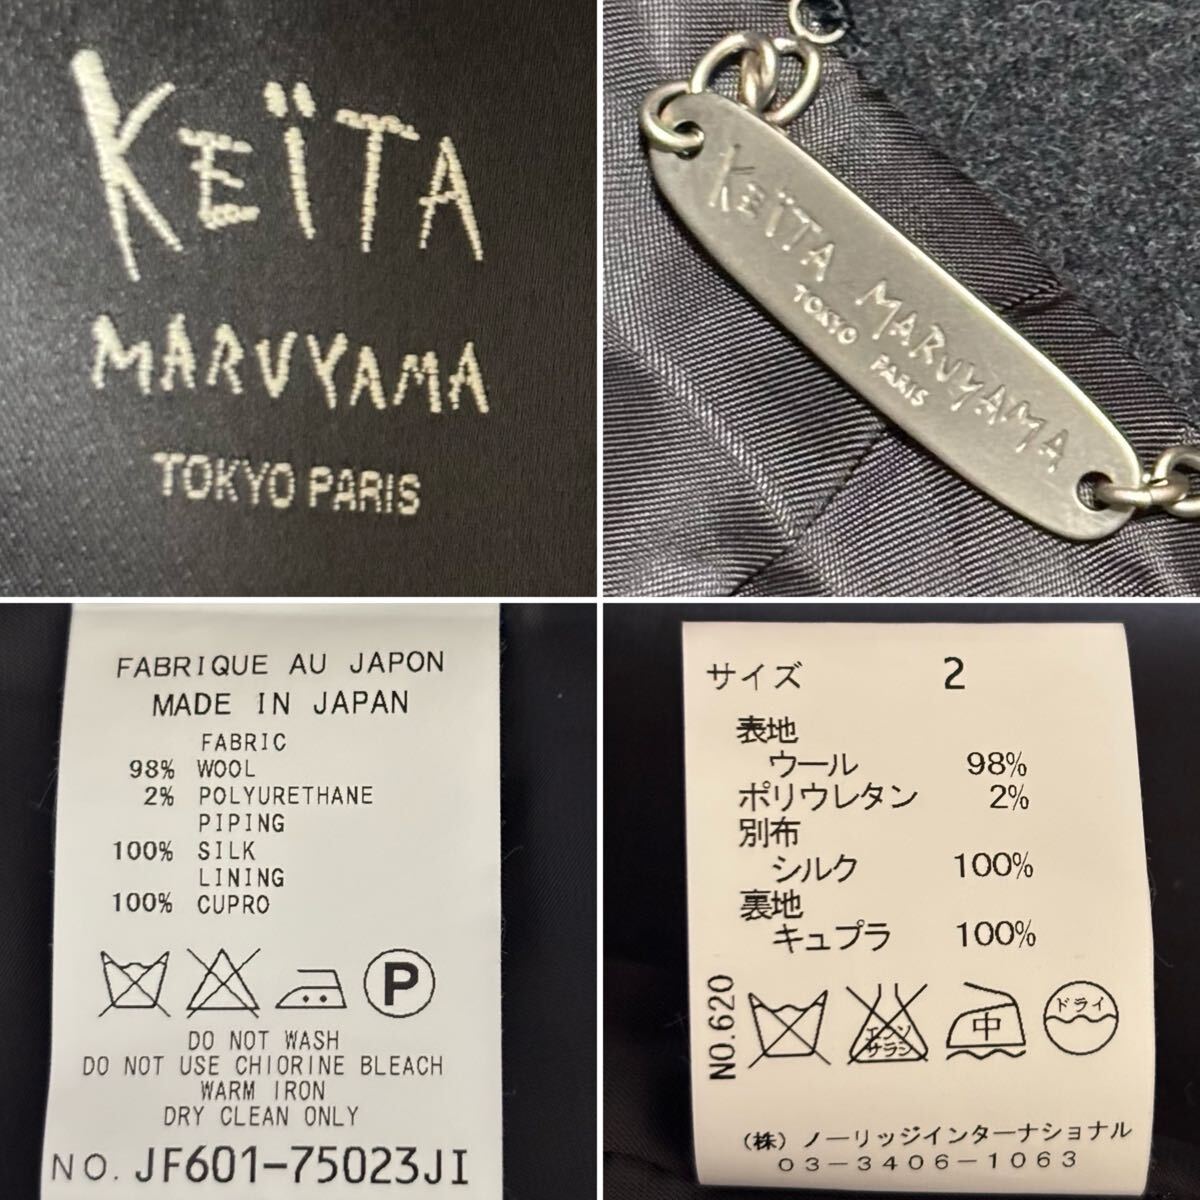 KEÏTA
MARUYAMA
TOKYO PARIS
KEÏTA MARUYAMA
TOKYO PARIS
FABRIQUE AU JAPON
MADE IN JAPAN
FABRIC
98% WOOL
2% POLYURETHANE
PIPING
100% SILK
LINING
100% CUPRO
P
DO NOT WASH
DO NOT USE CHIORINE BLEACH
WARM IRON
DRY CLEAN ONLY
NO. JF601-75023JI
サイズ 2
表地
ウール 98%
ポリウレタン 2%
別布
シルク 100%
裏地
キュプラ 100%
NO.620
エンソ
サラシ
中
ドライ
(株) ノーリッジインターナショナル
03-3406-1063